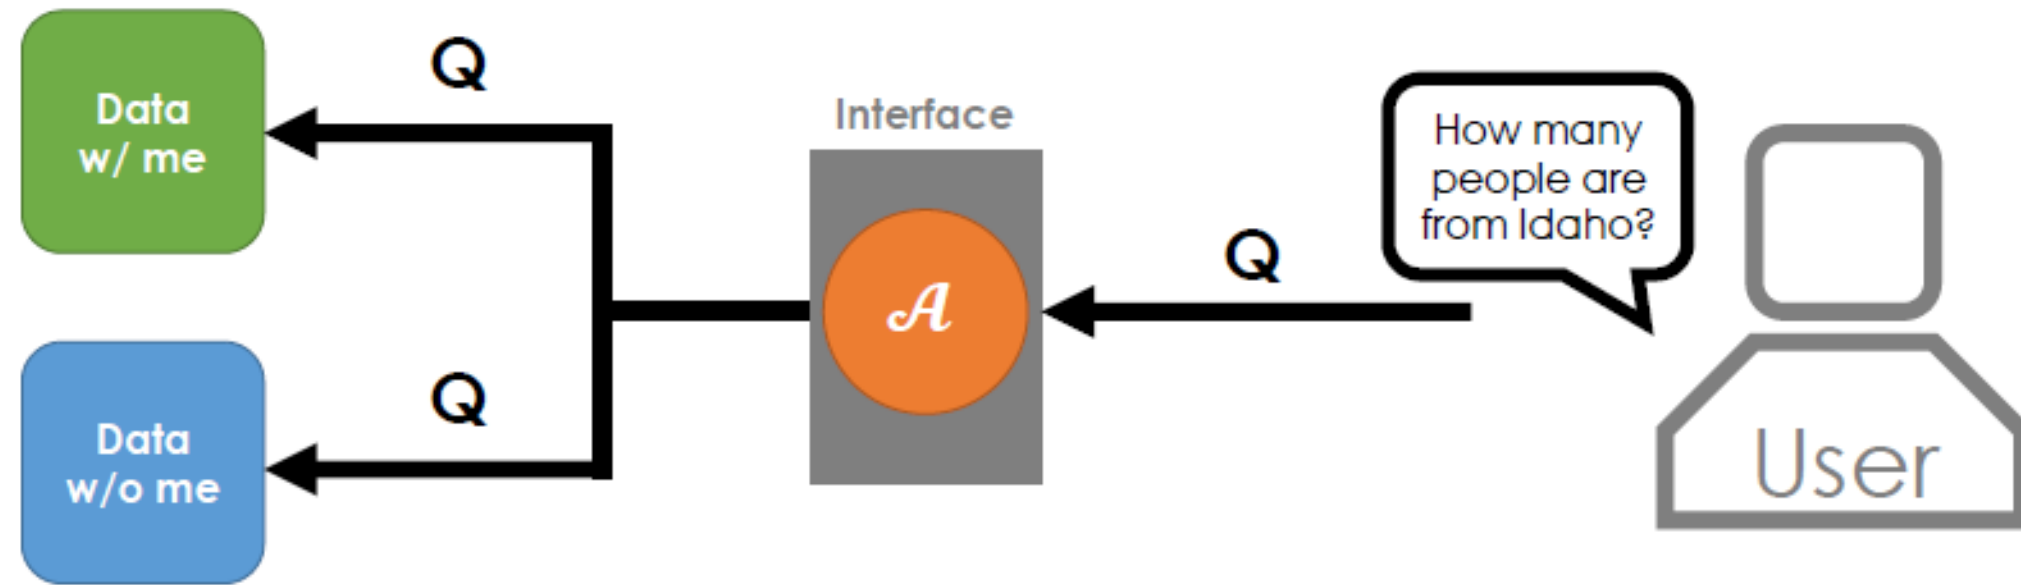 Data
w/ me
Q
Interface
𝓐
Q
How many
people are
from Idaho?
Data
w/o me
Q
User